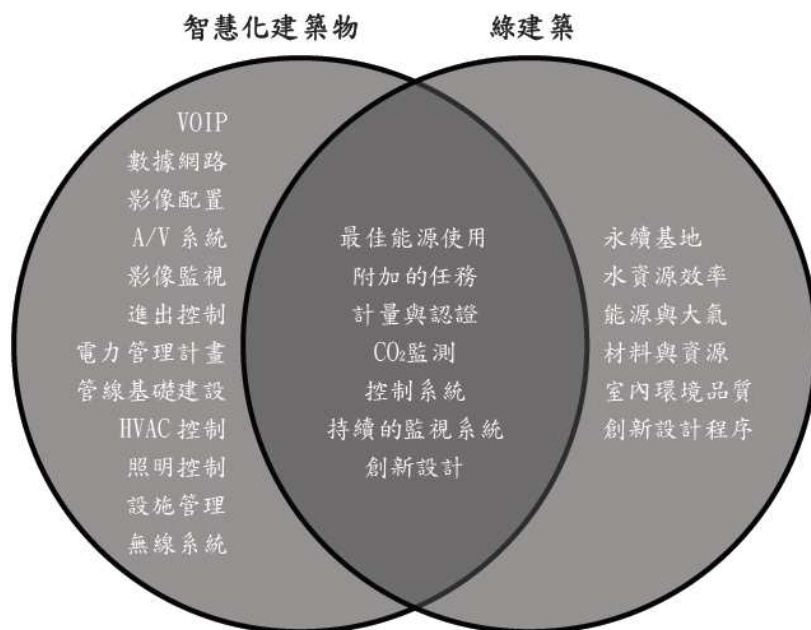 智慧化建築物
綠建築
VOIP
數據網路
影像配置
A/V 系統
影像監視
進出控制
電力管理計畫
管線基礎建設
HVAC 控制
照明控制
設施管理
無線系統
最佳能源使用
附加的任務
計量與認證
CO₂監測
控制系統
持續的監視系統
創新設計
永續基地
水資源效率
能源與大氣
材料與資源
室內環境品質
創新設計程序